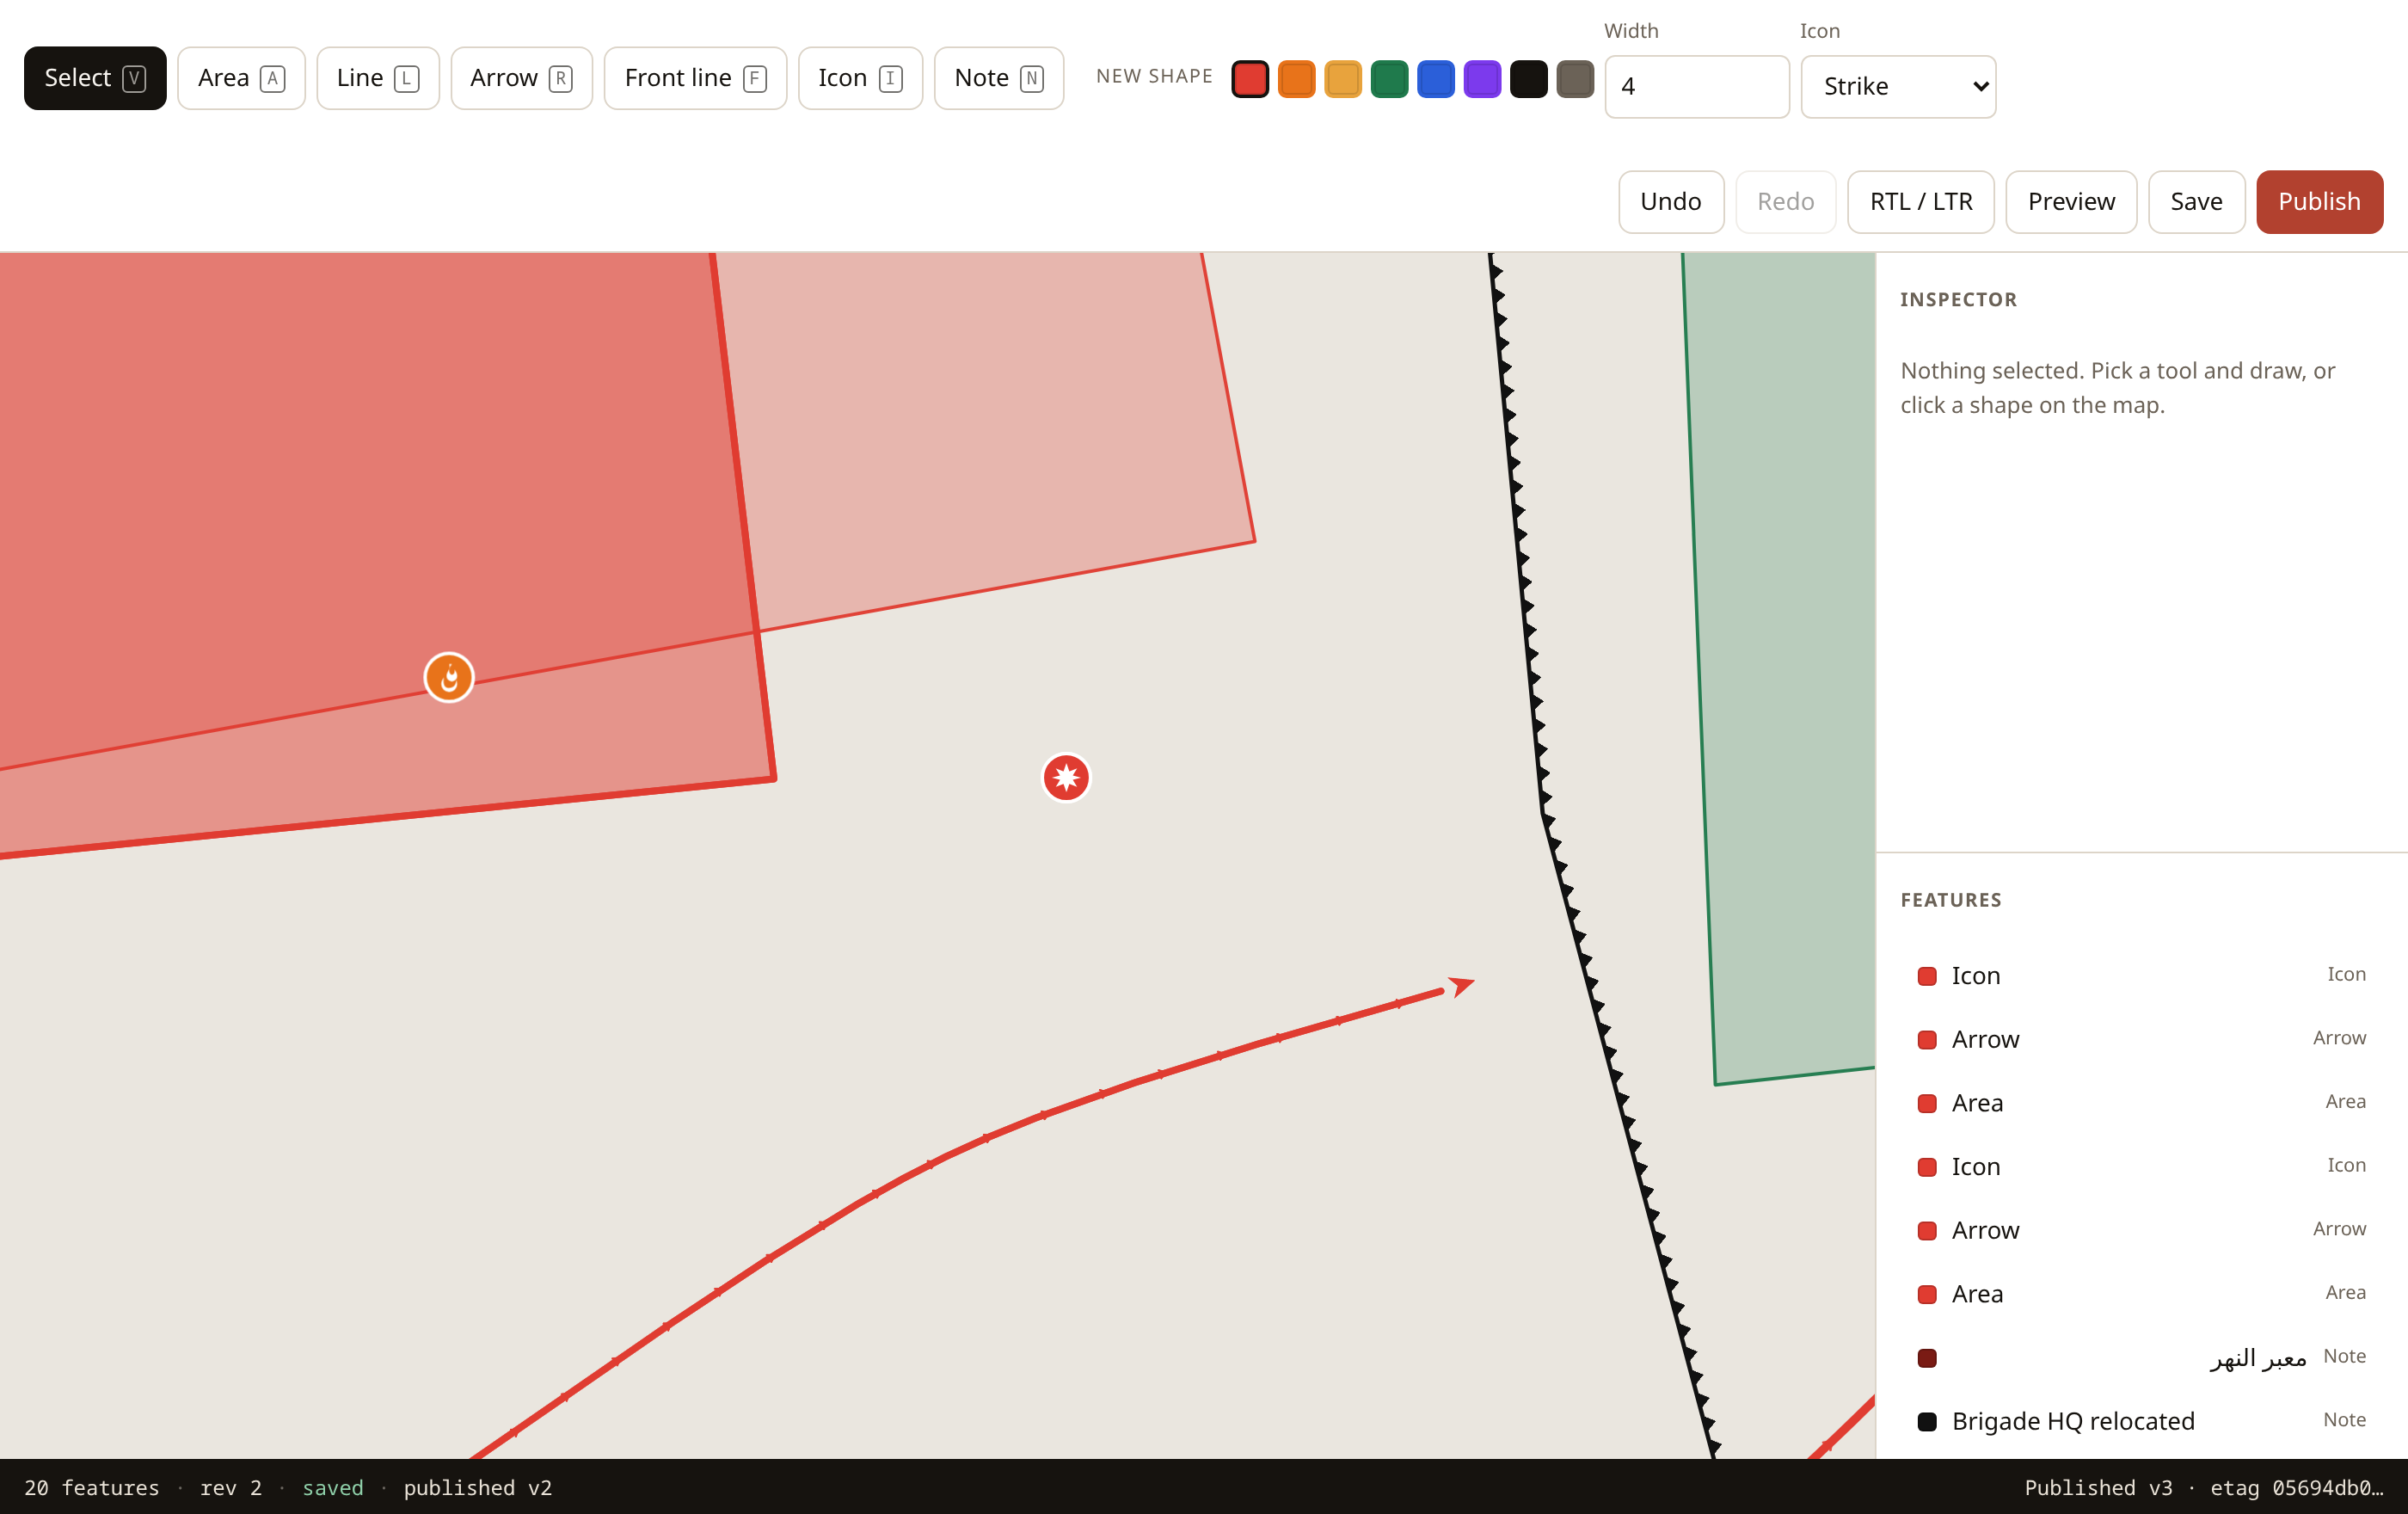 Width Icon
Select V Area A Line L Arrow R Front line F Icon I Note N NEW SHAPE 4 Strike
Undo Redo RTL / LTR Preview Save Publish
INSPECTOR
Nothing selected. Pick a tool and draw, or
click a shape on the map.
FEATURES
Icon Icon
Arrow Arrow
Area Area
Icon Icon
Arrow Arrow
Area Area
معبر النهر Note
Brigade HQ relocated Note
20 features · rev 2 · saved · published v2
Published v3 · etag 05694db0…